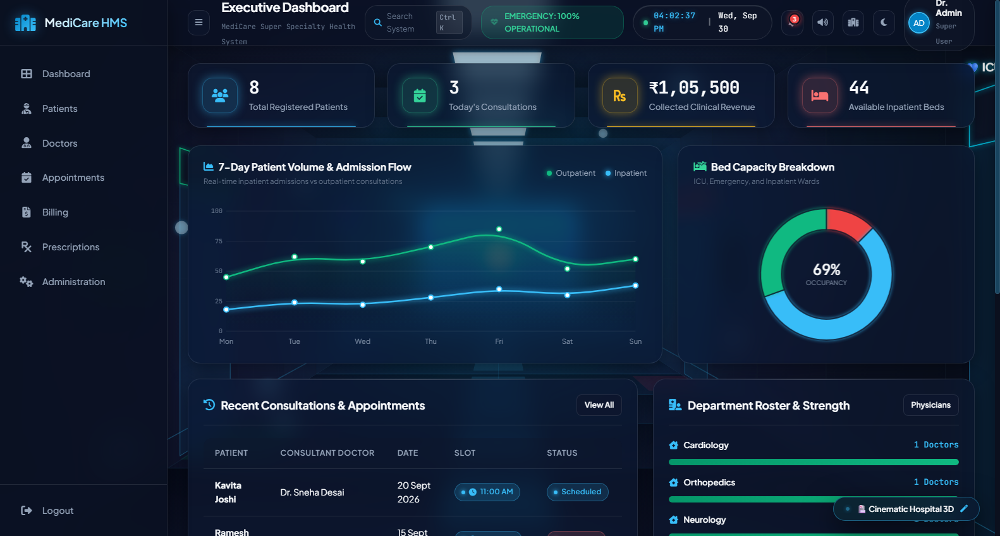 MediCare HMS
Dashboard
Patients
Doctors
Appointments
Billing
Prescriptions
Administration
Logout
Executive Dashboard
MediCare Super Specialty Health
System
Search
System
Ctrl
K
EMERGENCY: 100%
OPERATIONAL
04:02:37
PM
|
Wed, Sep
30
3
AD
Dr.
Admin
Super
User
8
Total Registered Patients
3
Today's Consultations
Rs
₹1,05,500
Collected Clinical Revenue
44
Available Inpatient Beds
7-Day Patient Volume & Admission Flow
Real-time inpatient admissions vs outpatient consultations
Outpatient
Inpatient
100
75
50
25
0
Mon
Tue
Wed
Thu
Fri
Sat
Sun
Bed Capacity Breakdown
ICU, Emergency, and Inpatient Wards
69%
OCCUPANCY
Recent Consultations & Appointments
View All
PATIENT
CONSULTANT DOCTOR
DATE
SLOT
STATUS
Kavita
Joshi
Dr. Sneha Desai
20 Sept
2026
11:00 AM
Scheduled
Ramesh
15 Sept
Department Roster & Strength
Physicians
Cardiology
1 Doctors
Orthopedics
1 Doctors
Neurology
Cinematic Hospital 3D